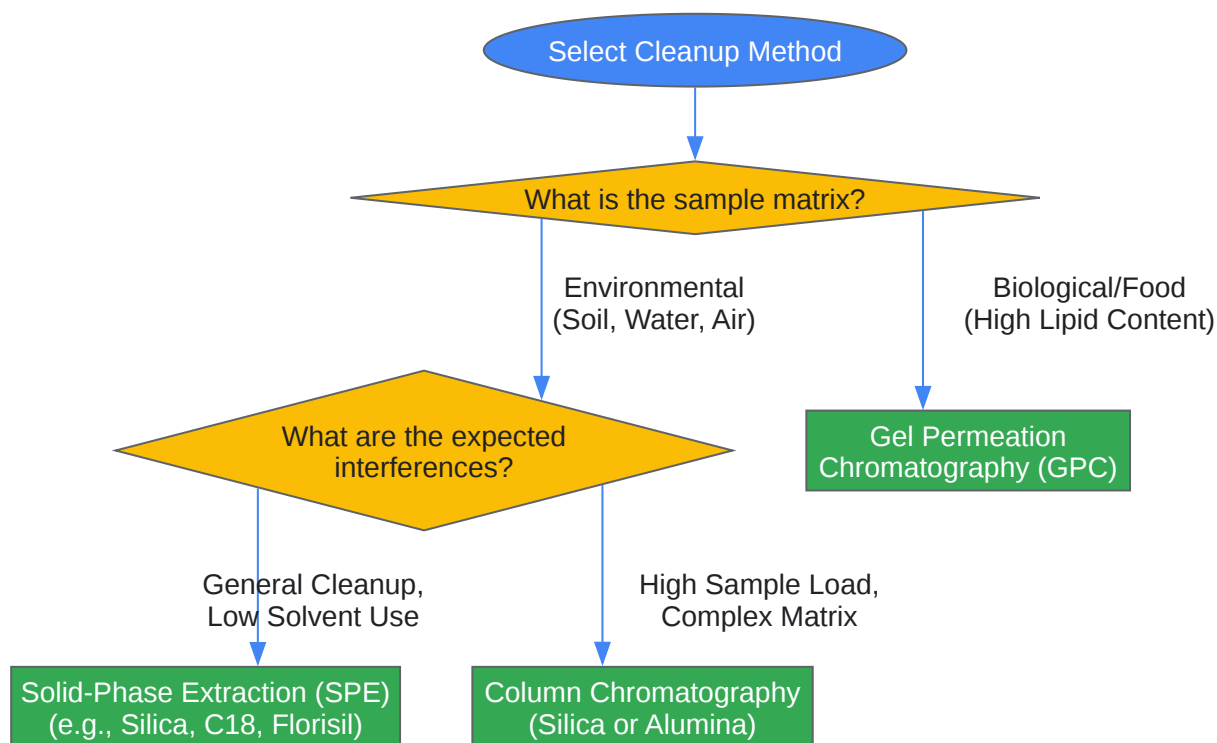 Select Cleanup Method
What is the sample matrix?
Environmental
(Soil, Water, Air)
Biological/Food
(High Lipid Content)
What are the expected
interferences?
Gel Permeation
Chromatography (GPC)
General Cleanup,
Low Solvent Use
High Sample Load,
Complex Matrix
Solid-Phase Extraction (SPE)
(e.g., Silica, C18, Florisil)
Column Chromatography
(Silica or Alumina)